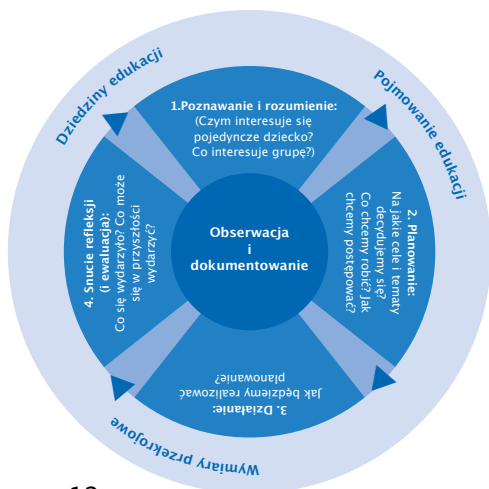 Dziedziny edukacji
Pojmowanie edukacji
1.Poznawanie i rozumienie:
(Czym interesuje się
pojedyncze dziecko?
Co interesuje grupę?)
2. Planowanie:
Na jakie cele i tematy
decydujemy się?
Co chcemy robić? Jak
chcemy postępować?
Obserwacja
i
dokumentowanie
4. Snucie refleksji
(i ewaluacja):
Co się wydarzyło? Co może
się w przyszłości
wydarzyć?
3. Działanie:
Jak będziemy realizować
planowanie?
Wymiary przekrojowe